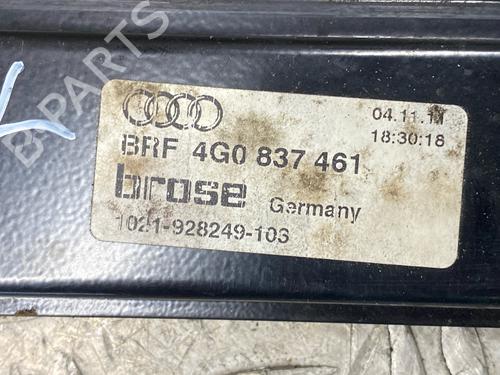 B-PARTS
04.11.11
18:30:18
BRF 4G0 837 461
brose Germany
1021-928249-103